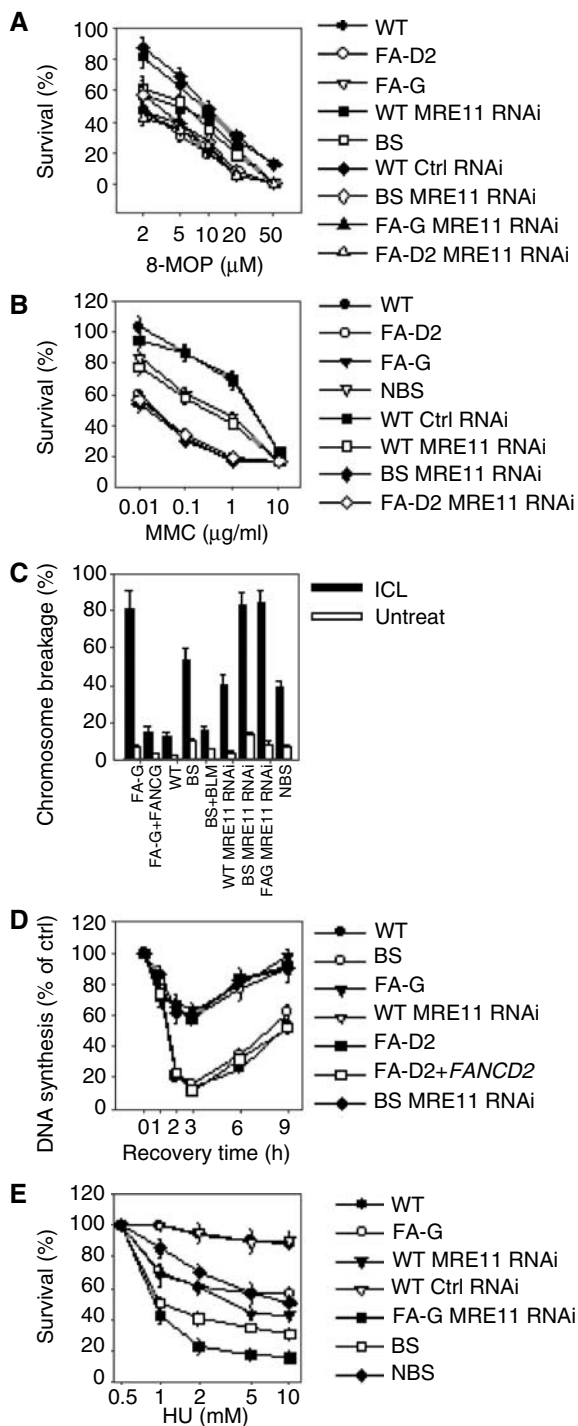 A
Survival (%)
100
80
60
40
20
0
2 5 10 20 50
8-MOP (μM)
WT
FA-D2
FA-G
WT MRE11 RNAi
BS
WT Ctrl RNAi
BS MRE11 RNAi
FA-G MRE11 RNAi
FA-D2 MRE11 RNAi
B
Survival (%)
120
100
80
60
40
20
0
0.01 0.1 1 10
MMC (μg/ml)
WT
FA-D2
FA-G
NBS
WT Ctrl RNAi
WT MRE11 RNAi
BS MRE11 RNAi
FA-D2 MRE11 RNAi
C
Chromosome breakage (%)
100
80
60
40
20
0
FA-G
FA-G+FANCG
WT
BS
BS+BLM
WT MRE11 RNAi
BS MRE11 RNAi
FAG MRE11 RNAi
NBS
ICL
Untreat
D
DNA synthesis (% of ctrl)
120
100
80
60
40
20
0
0 1 2 3 6 9
Recovery time (h)
WT
BS
FA-G
WT MRE11 RNAi
FA-D2
FA-D2+FANCD2
BS MRE11 RNAi
E
Survival (%)
120
100
80
60
40
20
0
0.5 1 2 5 10
HU (mM)
WT
FA-G
WT MRE11 RNAi
WT Ctrl RNAi
FA-G MRE11 RNAi
BS
NBS